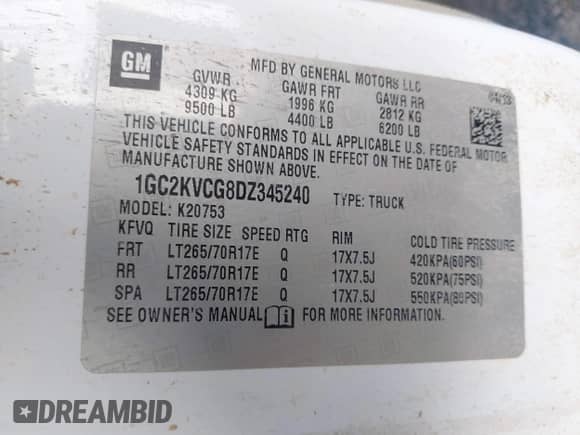 GM
MFD BY GENERAL MOTORS LLC
04/13
GVWR GAWR FRT GAWR RR
4309 KG 1996 KG 2812 KG
9500 LB 4400 LB 6200 LB
THIS VEHICLE CONFORMS TO ALL APPLICABLE U.S. FEDERAL MOTOR
VEHICLE SAFETY STANDARDS IN EFFECT ON THE DATE OF
MANUFACTURE SHOWN ABOVE.
1GC2KVCG8DZ345240 TYPE: TRUCK
MODEL: K20753
KFVQ TIRE SIZE SPEED RTG RIM COLD TIRE PRESSURE
FRT LT265/70R17E Q 17X7.5J 420KPA(60PSI)
RR LT265/70R17E Q 17X7.5J 520KPA(75PSI)
SPA LT265/70R17E Q 17X7.5J 550KPA(80PSI)
SEE OWNER'S MANUAL FOR MORE INFORMATION.
DREAMBID